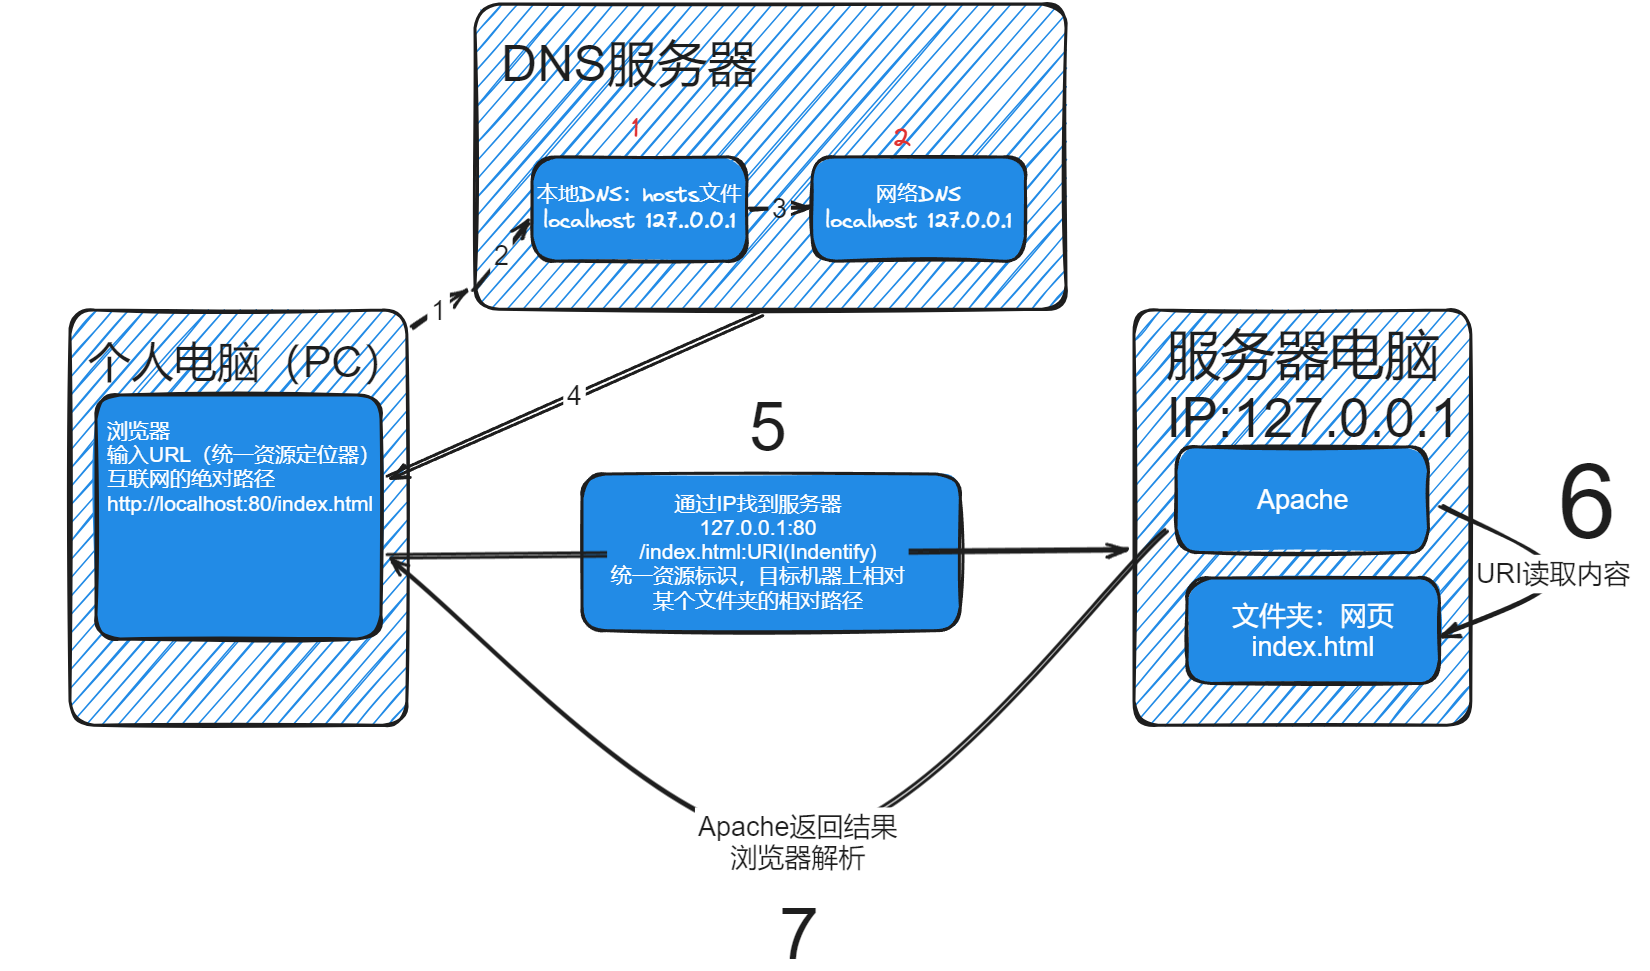 DNS服务器
1
2
本地DNS：hosts文件
localhost 127..0.0.1
3
网络DNS
localhost 127.0.0.1
2
1
个人电脑（PC）
浏览器
输入URL（统一资源定位器）
互联网的绝对路径
http://localhost:80/index.html
4
5
通过IP找到服务器
127.0.0.1:80
/index.html:URI(Indentify)
统一资源标识，目标机器上相对
某个文件夹的相对路径
服务器电脑
IP:127.0.0.1
Apache
6
URI读取内容
文件夹：网页
index.html
Apache返回结果
浏览器解析
7